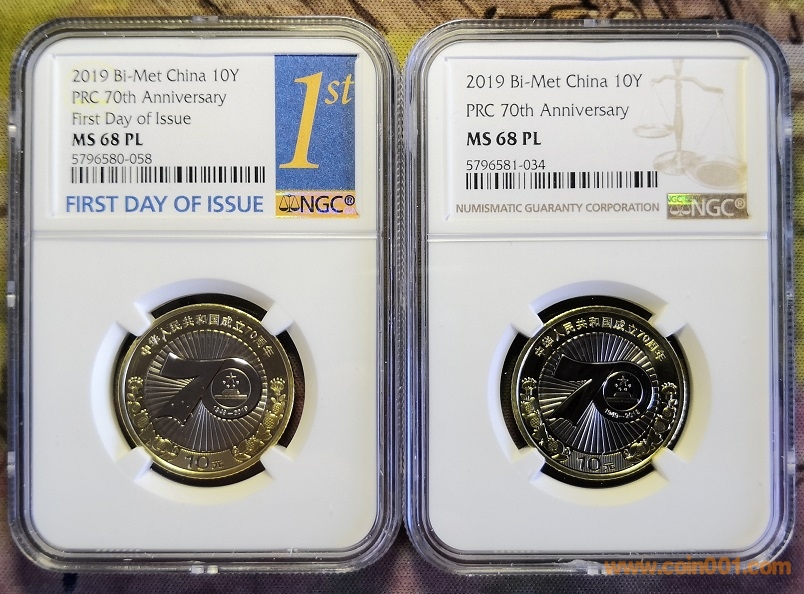 2019 Bi-Met China 10Y
PRC 70th Anniversary
First Day of Issue
MS 68 PL
5796580-058
FIRST DAY OF ISSUE
1st
NGC®
中华人民共和国成立70周年
70
1949-2019
10元
2019 Bi-Met China 10Y
PRC 70th Anniversary
MS 68 PL
5796581-034
NUMISMATIC GUARANTY CORPORATION
NGC
NGC®
中华人民共和国成立70周年
70
1949-2019
10元
www.coin001.com